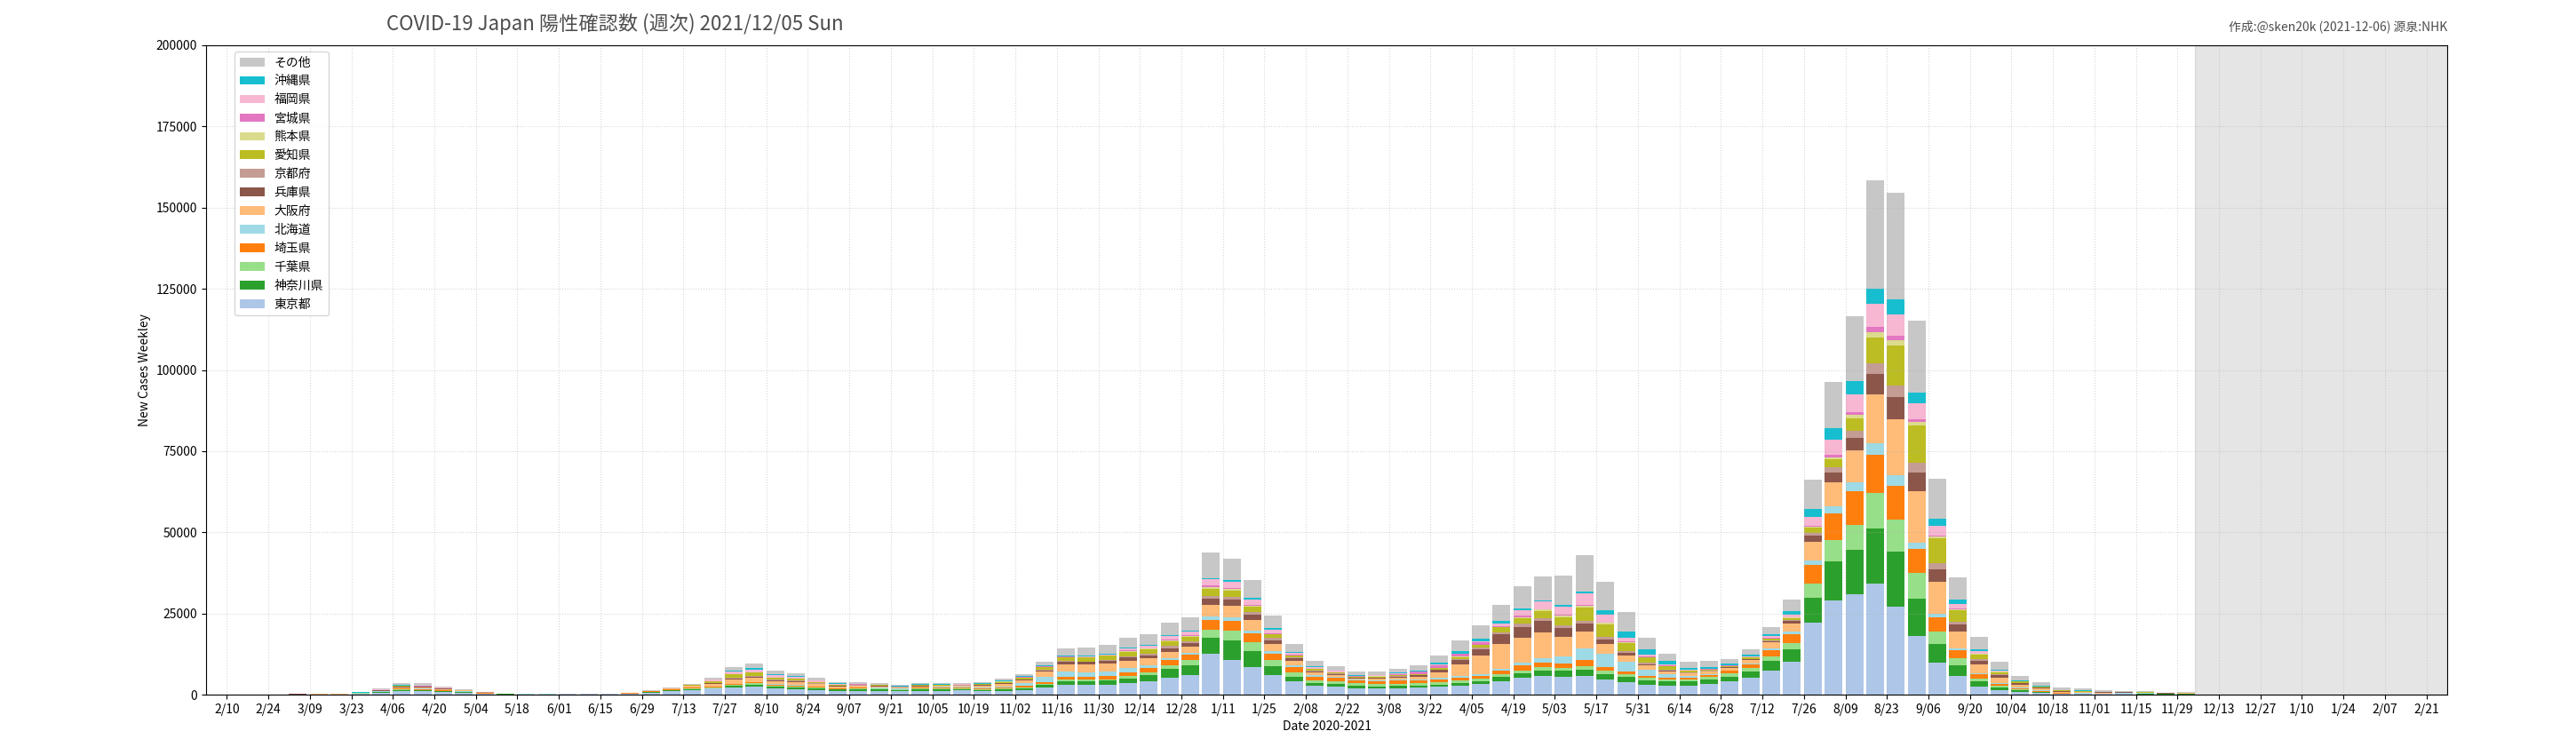 COVID-19 Japan 陽性確認数 (週次) 2021/12/05 Sun
作成:@sken20k (2021-12-06) 源泉:NHK
200000
175000
150000
125000
100000
75000
50000
25000
0
New Cases Weekley
その他
沖縄県
福岡県
宮城県
熊本県
愛知県
京都府
兵庫県
大阪府
北海道
埼玉県
千葉県
神奈川県
東京都
2/10 2/24 3/09 3/23 4/06 4/20 5/04 5/18 6/01 6/15 6/29 7/13 7/27 8/10 8/24 9/07 9/21 10/05 10/19 11/02 11/16 11/30 12/14 12/28 1/11 1/25 2/08 2/22 3/08 3/22 4/05 4/19 5/03 5/17 5/31 6/14 6/28 7/12 7/26 8/09 8/23 9/06 9/20 10/04 10/18 11/01 11/15 11/29 12/13 12/27 1/10 1/24 2/07 2/21
Date 2020-2021